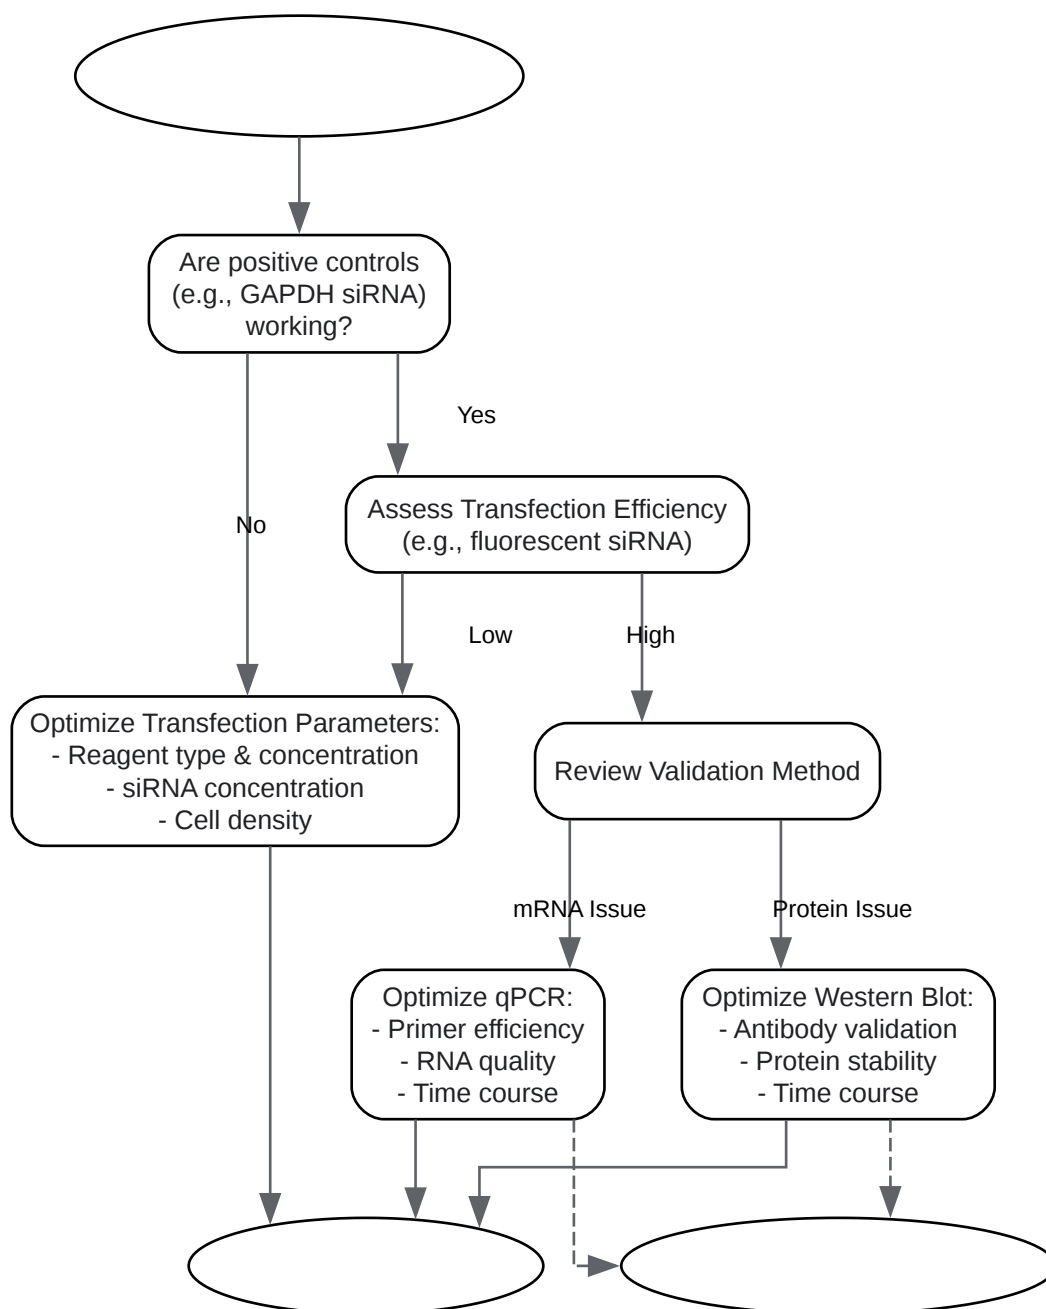 Are positive controls
(e.g., GAPDH siRNA)
working?
Yes
Assess Transfection Efficiency
(e.g., fluorescent siRNA)
No
Low
High
Optimize Transfection Parameters:
- Reagent type & concentration
- siRNA concentration
- Cell density
Review Validation Method
mRNA Issue
Protein Issue
Optimize qPCR:
- Primer efficiency
- RNA quality
- Time course
Optimize Western Blot:
- Antibody validation
- Protein stability
- Time course